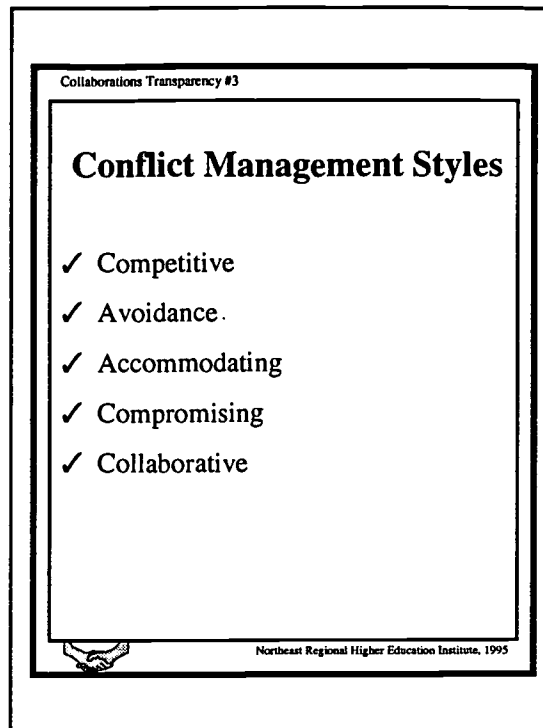 Collaborations Transparency #3
Conflict Management Styles
✓ Competitive
✓ Avoidance.
✓ Accommodating
✓ Compromising
✓ Collaborative
Northeast Regional Higher Education Institute, 1995